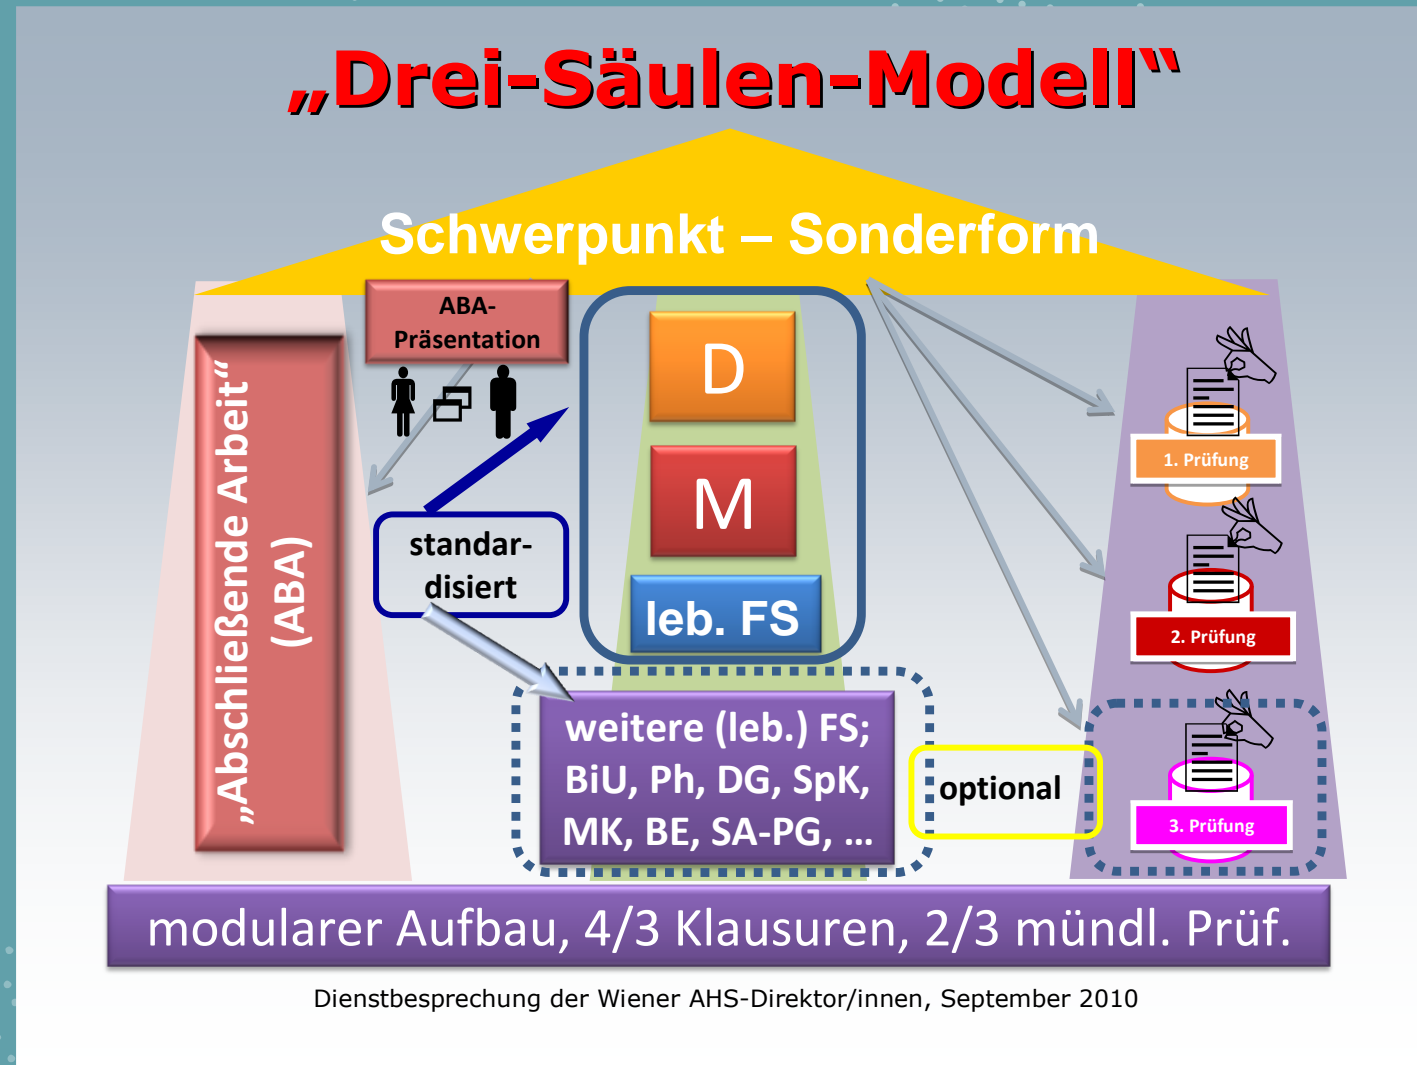 „Drei-Säulen-Modell“
Schwerpunkt – Sonderform
ABA-
Präsentation
„Abschließende Arbeit“
(ABA)
standar-
disiert
D
M
leb. FS
weitere (leb.) FS;
BiU, Ph, DG, SpK,
MK, BE, SA-PG, ...
optional
1. Prüfung
2. Prüfung
3. Prüfung
modularer Aufbau, 4/3 Klausuren, 2/3 mündl. Prüf.
Dienstbesprechung der Wiener AHS-Direktor/innen, September 2010